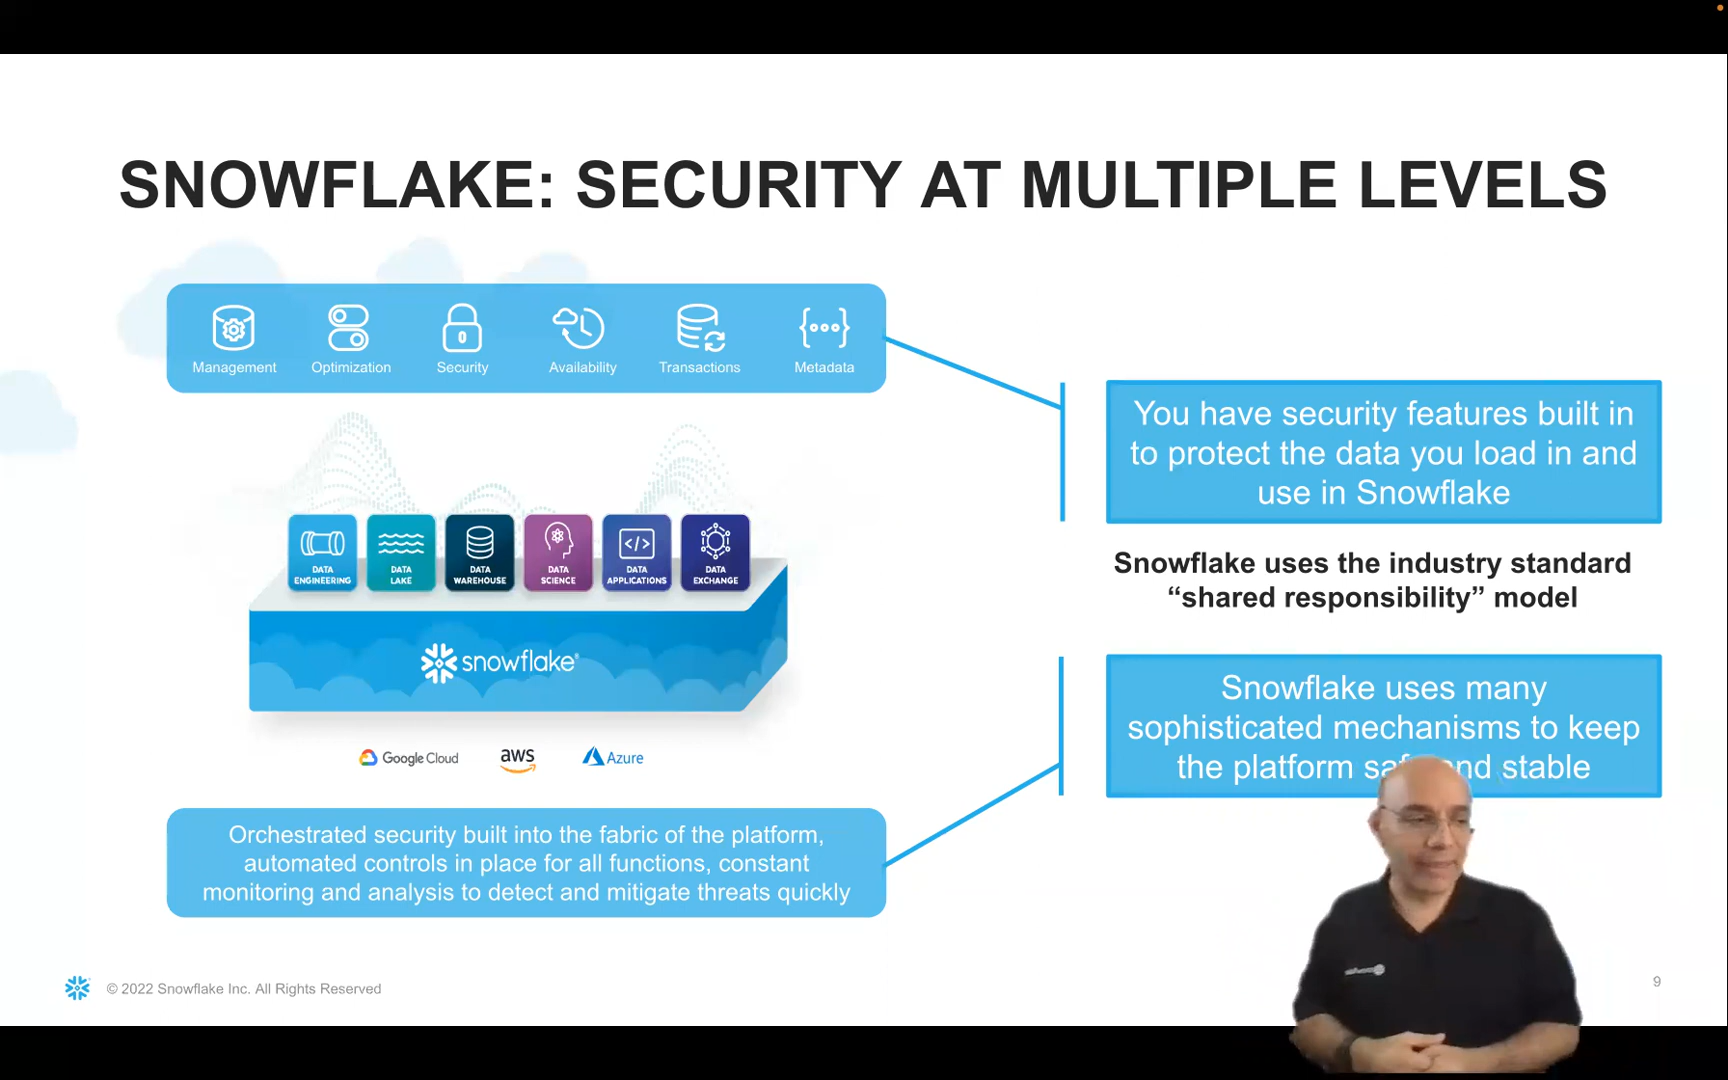 SNOWFLAKE: SECURITY AT MULTIPLE LEVELS
Management
Optimization
Security
Availability
Transactions
Metadata
You have security features built in
to protect the data you load in and
use in Snowflake
Snowflake uses the industry standard
“shared responsibility” model
Snowflake uses many
sophisticated mechanisms to keep
the platform and stable
DATA
ENGINEERING
DATA
LAKE
DATA
WAREHOUSE
DATA
SCIENCE
DATA
APPLICATIONS
DATA
EXCHANGE
snowflake®
Google Cloud
aws
Azure
Orchestrated security built into the fabric of the platform,
automated controls in place for all functions, constant
monitoring and analysis to detect and mitigate threats quickly
© 2022 Snowflake Inc. All Rights Reserved
9